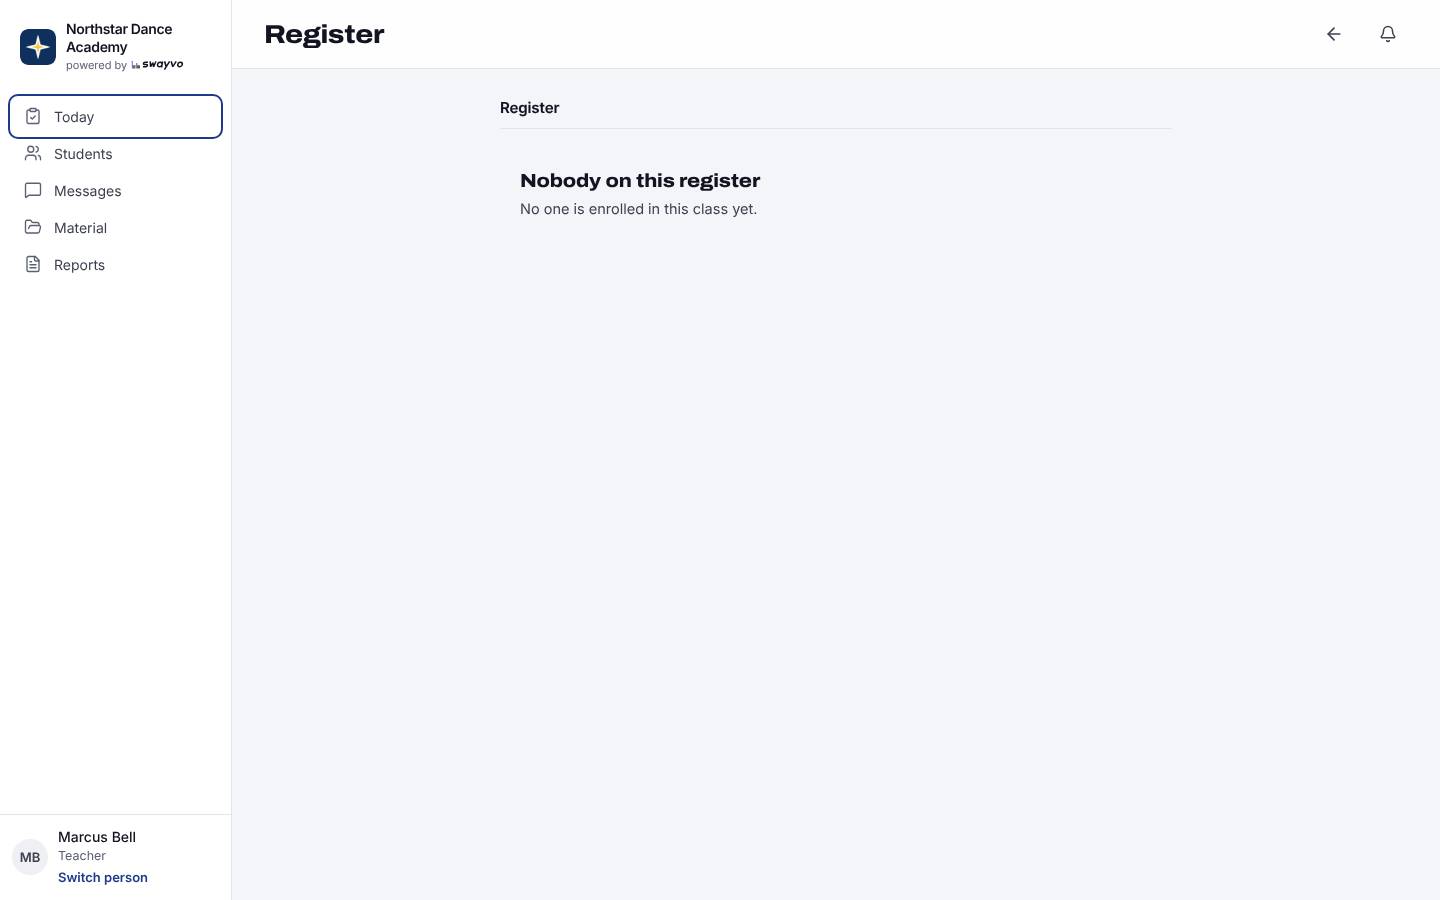 Northstar Dance
Academy
powered by swayvo
Register
Today
Students
Messages
Material
Reports
Register
Nobody on this register
No one is enrolled in this class yet.
MB
Marcus Bell
Teacher
Switch person